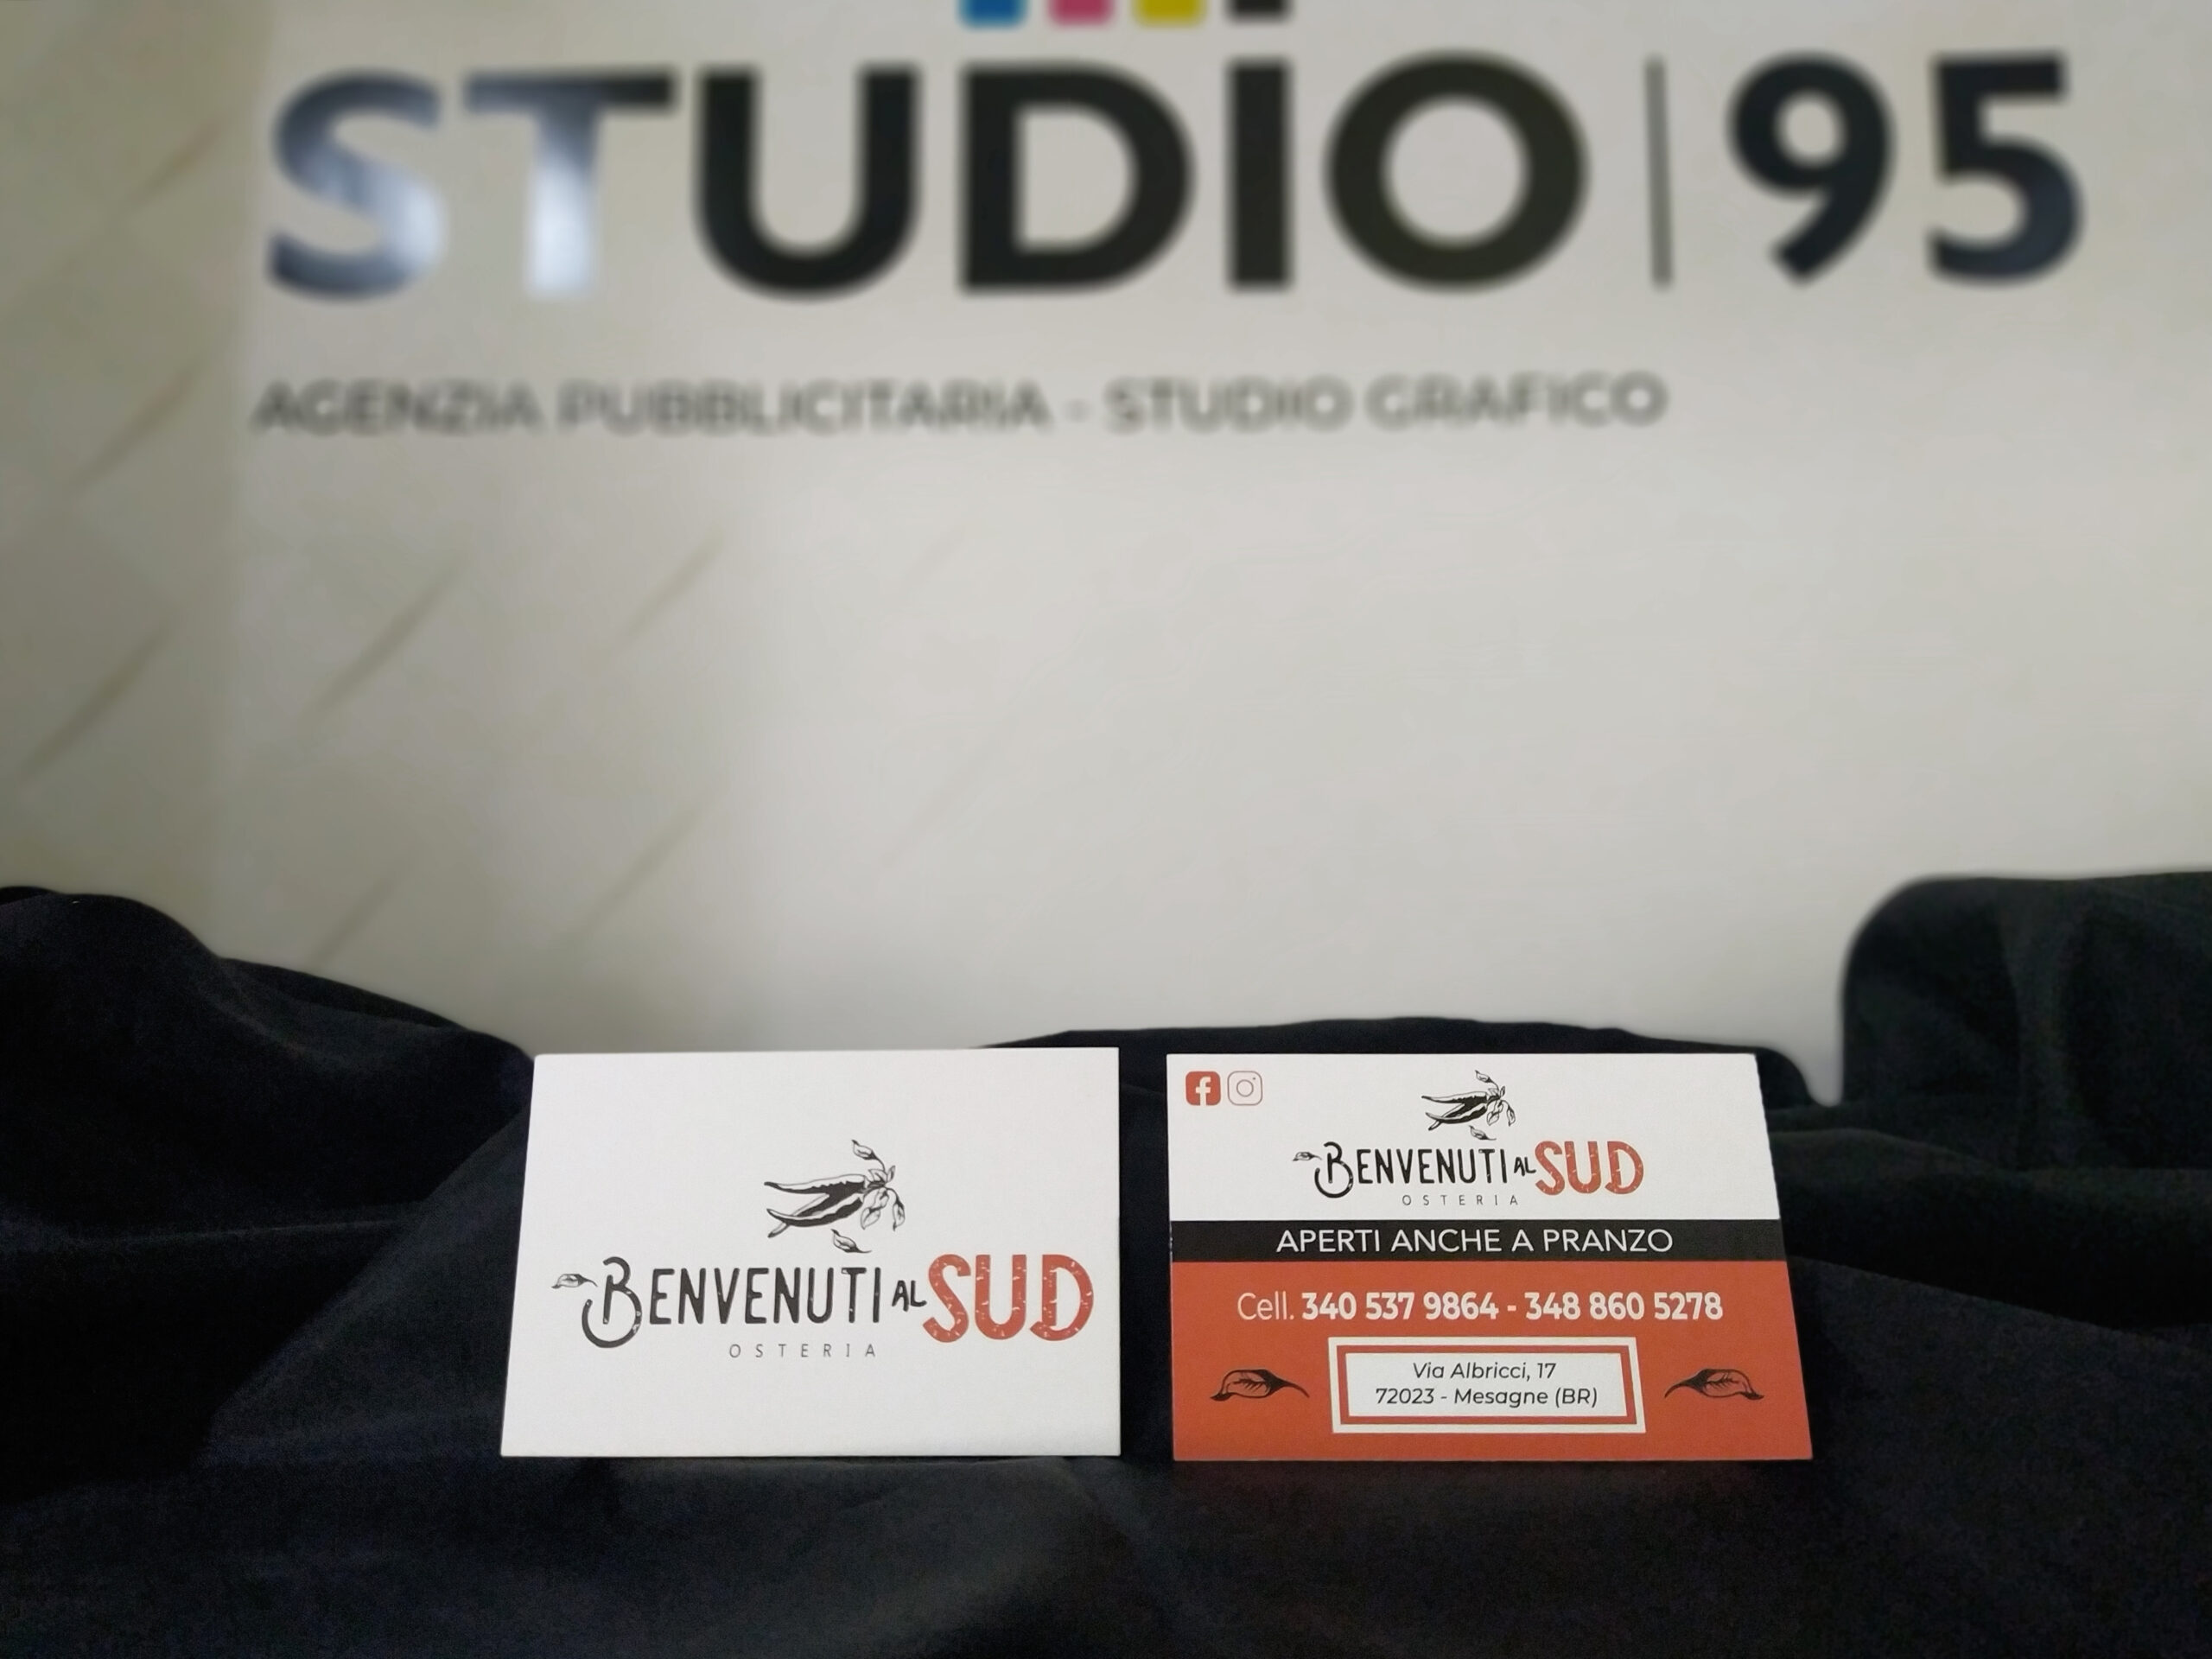 STUDIO | 95
AGENZIA PUBBLICITARIA - STUDIO GRAFICO
BENVENUTI AL SUD
OSTERIA
BENVENUTI AL SUD
OSTERIA
APERTI ANCHE A PRANZO
Cell. 340 537 9864 - 348 860 5278
Via Albricci, 17
72023 - Mesagne (BR)